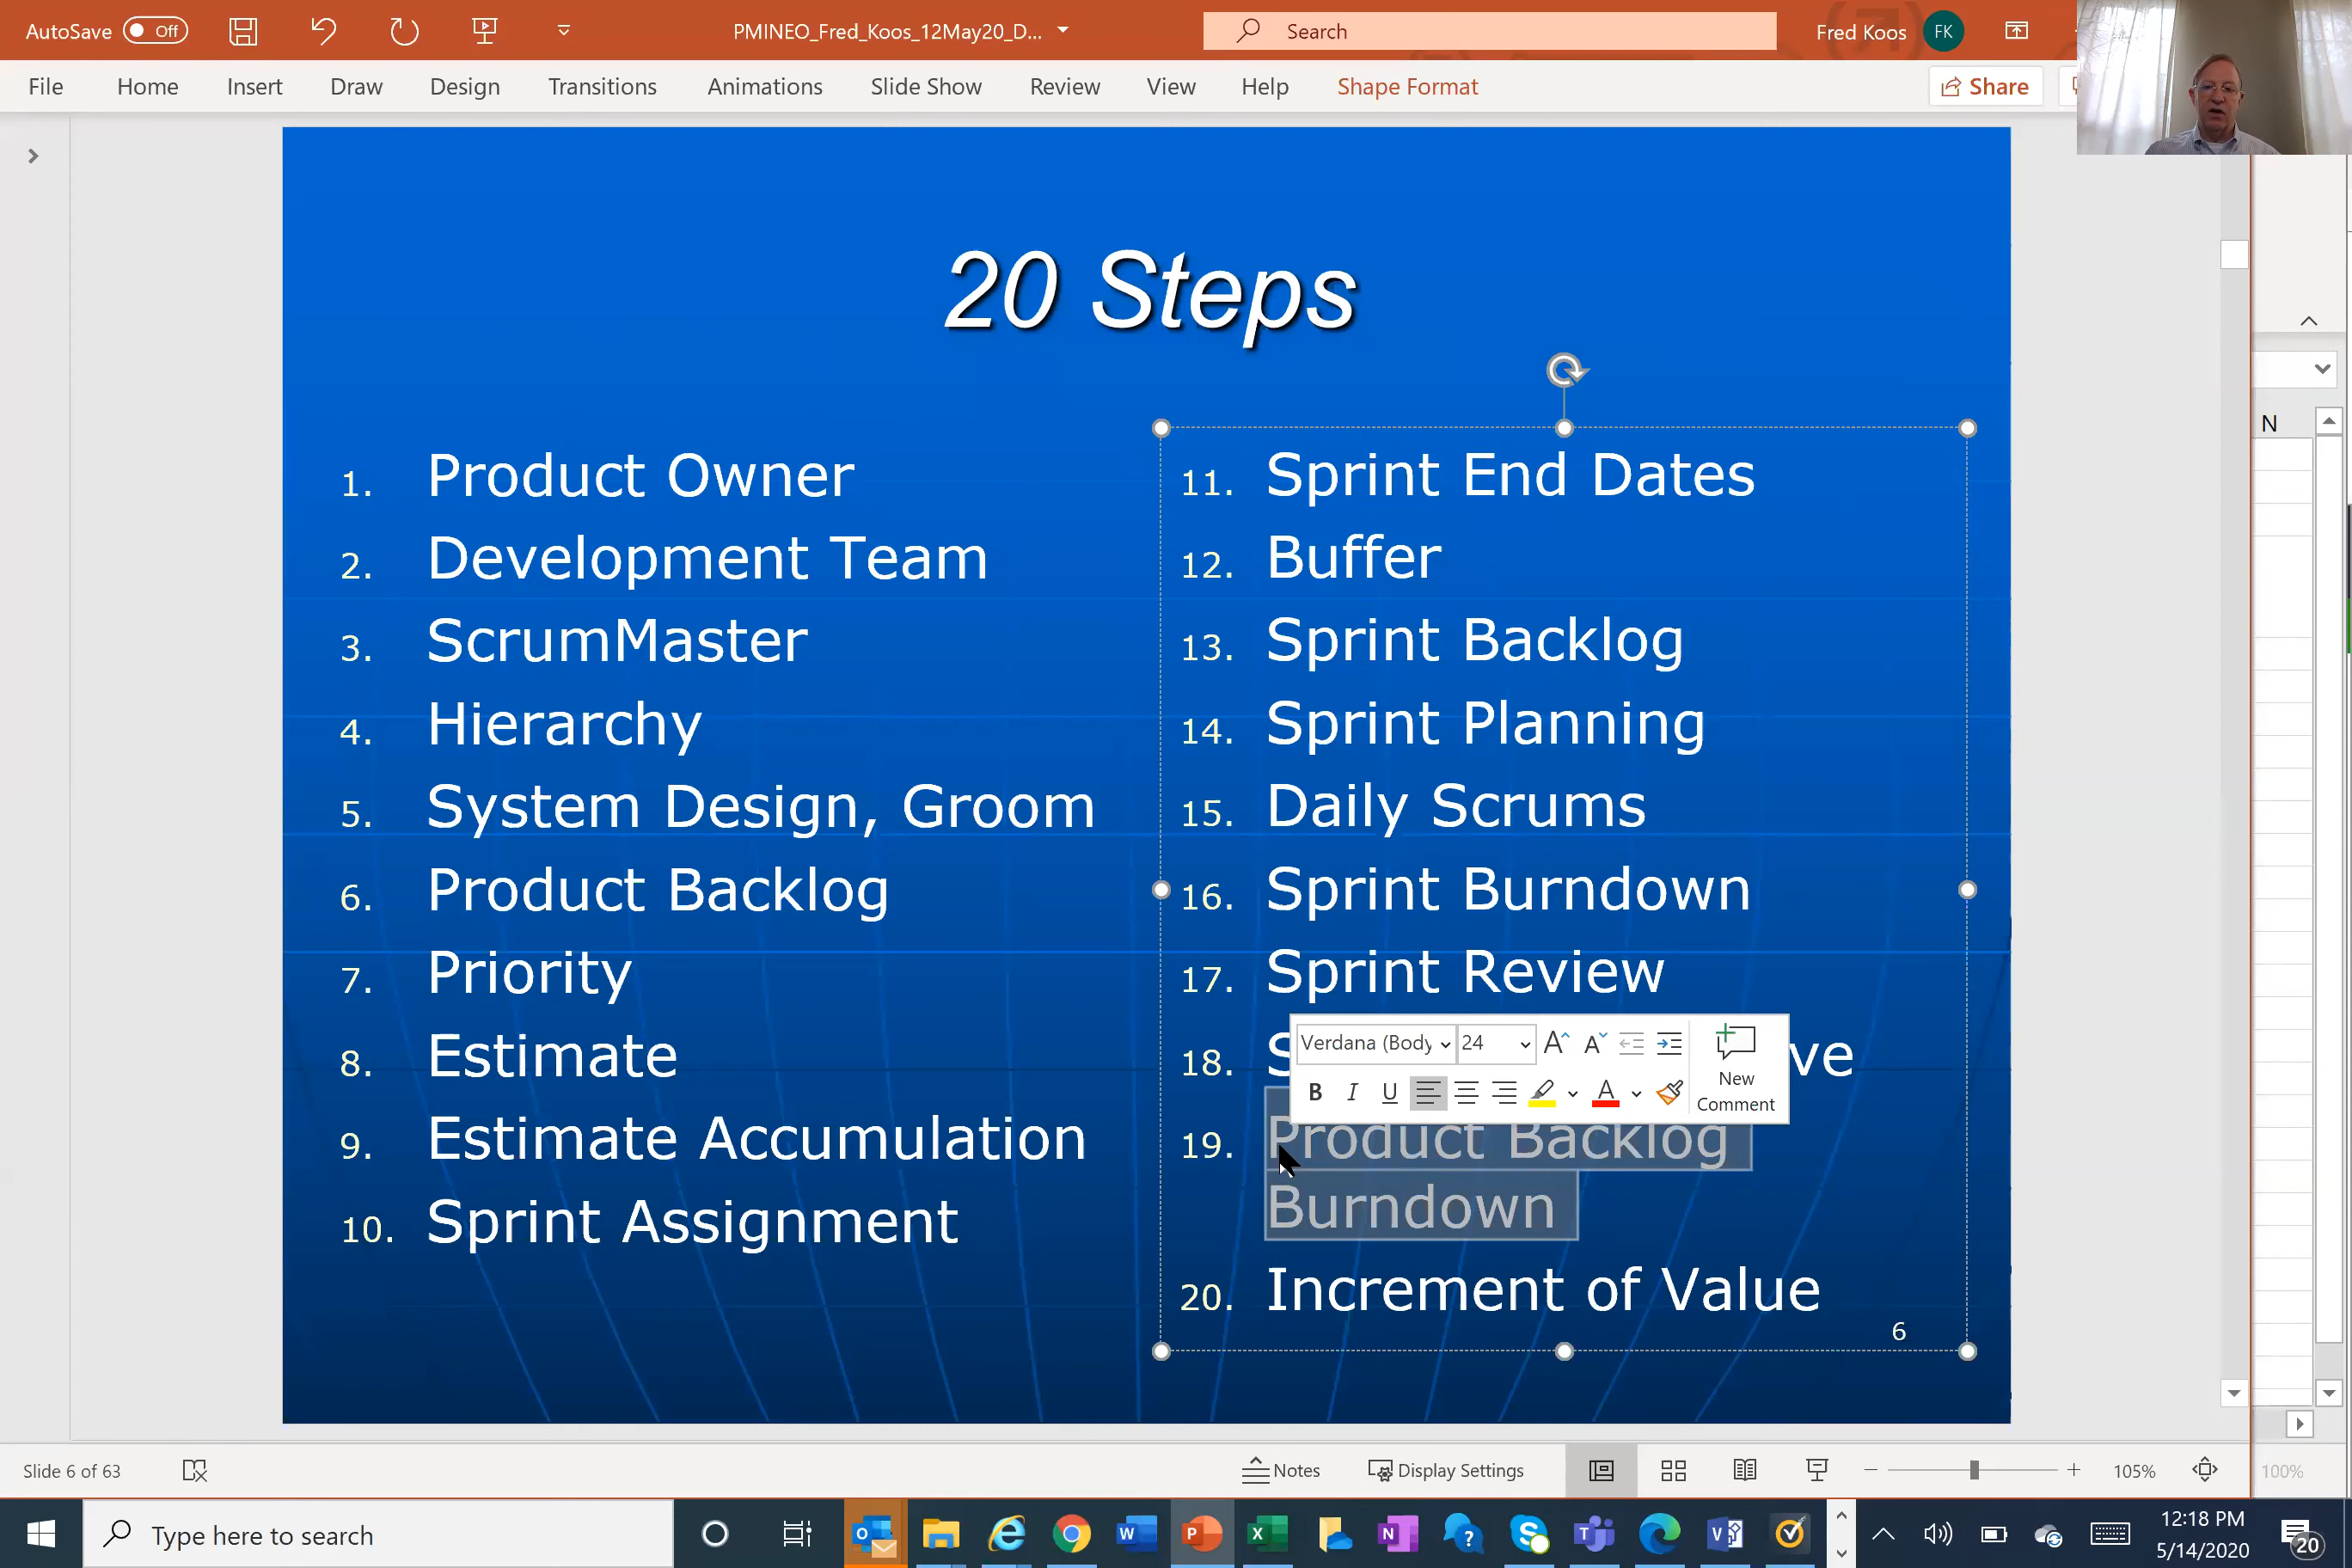 AutoSave Off
PMINEO_Fred_Koos_12May20_D...
Search
Fred Koos FK
File Home Insert Draw Design Transitions Animations Slide Show Review View Help Shape Format
Share
20 Steps
1. Product Owner
2. Development Team
3. ScrumMaster
4. Hierarchy
5. System Design, Groom
6. Product Backlog
7. Priority
8. Estimate
9. Estimate Accumulation
10. Sprint Assignment
11. Sprint End Dates
12. Buffer
13. Sprint Backlog
14. Sprint Planning
15. Daily Scrums
16. Sprint Burndown
17. Sprint Review
18. S ve
Verdana (Body 24 A A
B I U A
New
Comment
19. Product Backlog
Burndown
20. Increment of Value
6
N
Slide 6 of 63
Notes Display Settings 105% 100%
Type here to search
12:18 PM
5/14/2020
20